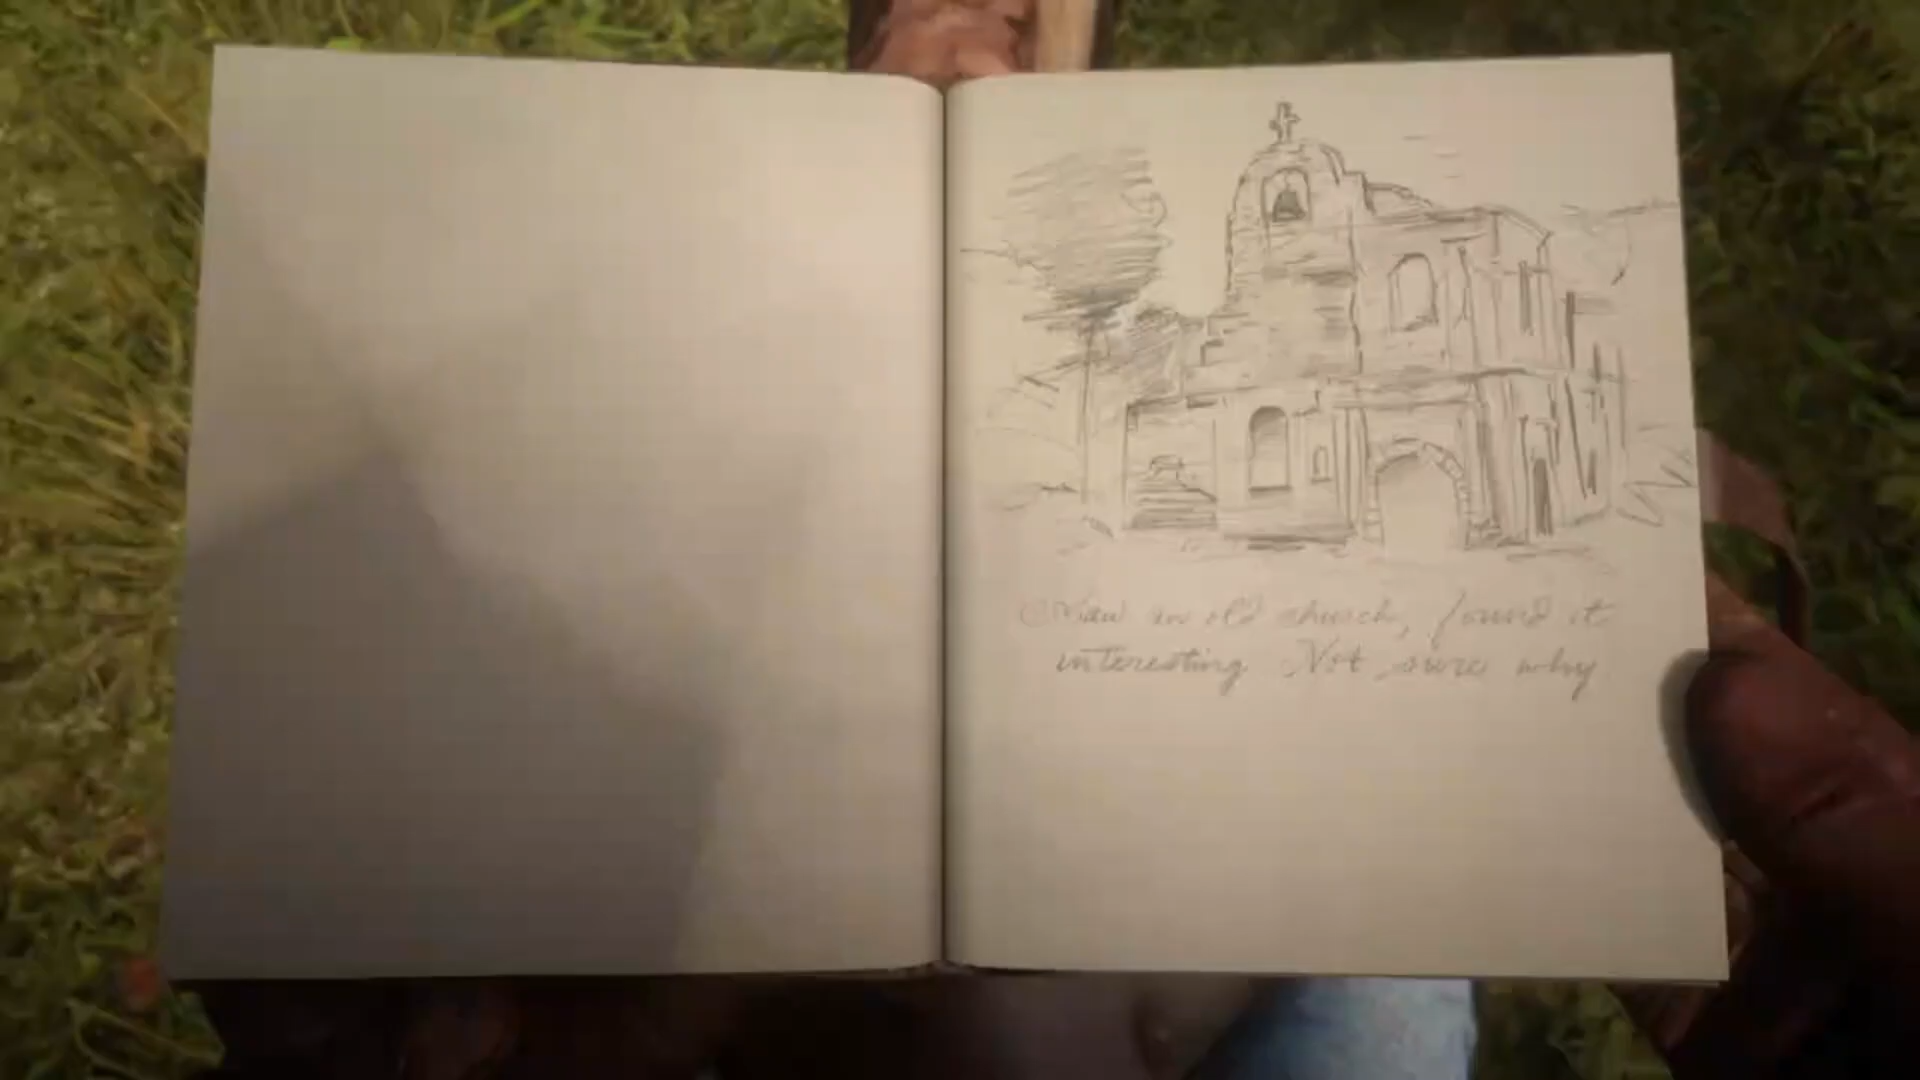 Saw an old church, found it
interesting Not sure why